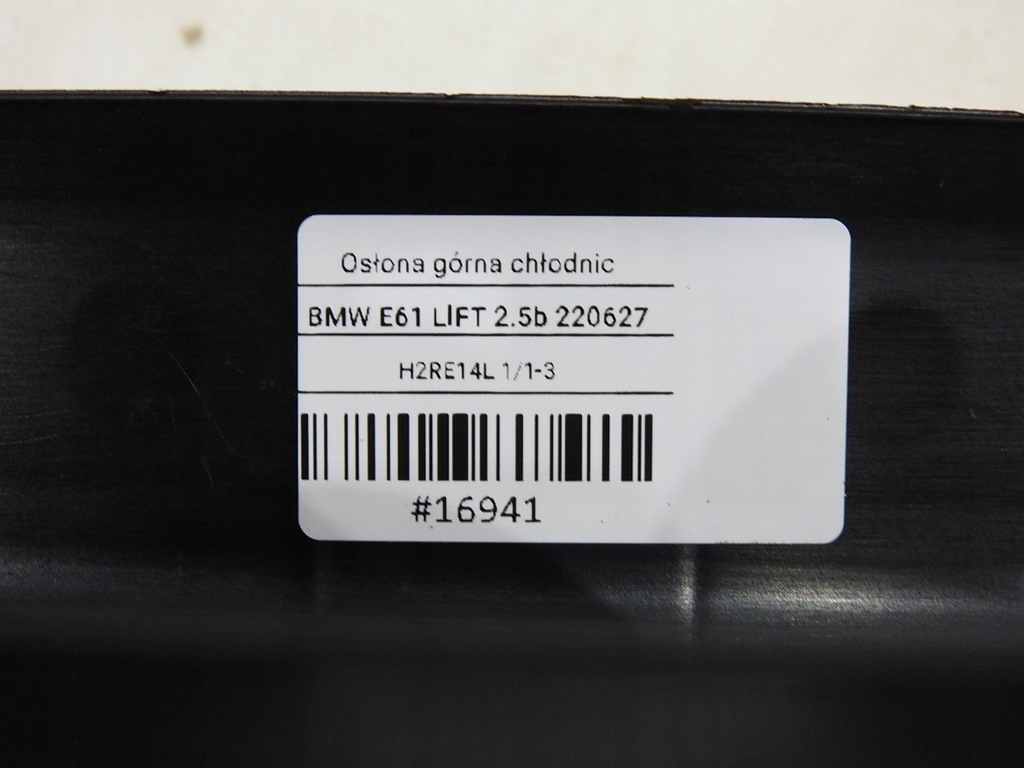 Osłona górna chłodnic
BMW E61 LIFT 2.5b 220627
H2RE14L 1/1-3
#16941